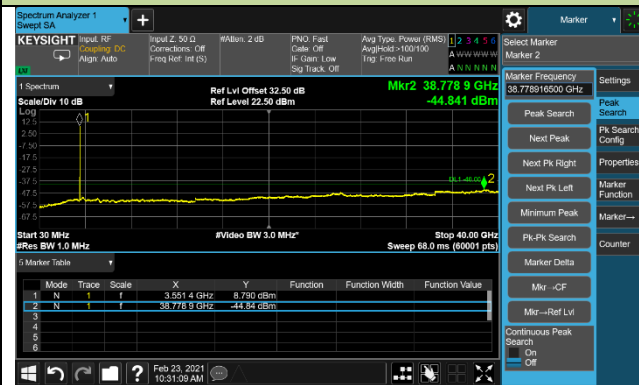 Spectrum Analyzer 1
Swept SA
Marker
KEYSIGHT Input: RF Input Z: 50 Ω #Atten: 2 dB PNO: Fast Avg Type: Power (RMS) 1 2 3 4 5 6
Coupling: DC Corrections: Off Gate: Off Avg|Hold:>100/100 A W W W W W
Align: Auto Freq Ref: Int (S) IF Gain: Low Trig: Free Run A N N N N N
Sig Track: Off
LXI
Select Marker
Marker 2
1 Spectrum
Ref Lvl Offset 32.50 dB
Mkr2 38.778 9 GHz
Scale/Div 10 dB
Ref Level 22.50 dBm
-44.841 dBm
Log
12.5
2.50
-7.50
-17.5
-27.5
-37.5
-47.5
-57.5
-67.5
1
2
Start 30 MHz
#Video BW 3.0 MHz*
Stop 40.00 GHz
#Res BW 1.0 MHz
Sweep 68.0 ms (60001 pts)
5 Marker Table
Mode Trace Scale X Y Function Function Width Function Value
1 N 1 f 3.551 4 GHz 8.790 dBm
2 N 1 f 38.778 9 GHz -44.84 dBm
3
4
5
6
Marker Frequency
38.778916500 GHz
Peak Search
Next Peak
Next Pk Right
Next Pk Left
Minimum Peak
Pk-Pk Search
Marker Delta
Mkr→CF
Mkr→Ref Lvl
Continuous Peak
Search
On
Off
Settings
Peak
Search
Pk Search
Config
Properties
Marker
Function
Marker→
Counter
?
Feb 23, 2021
10:31:09 AM